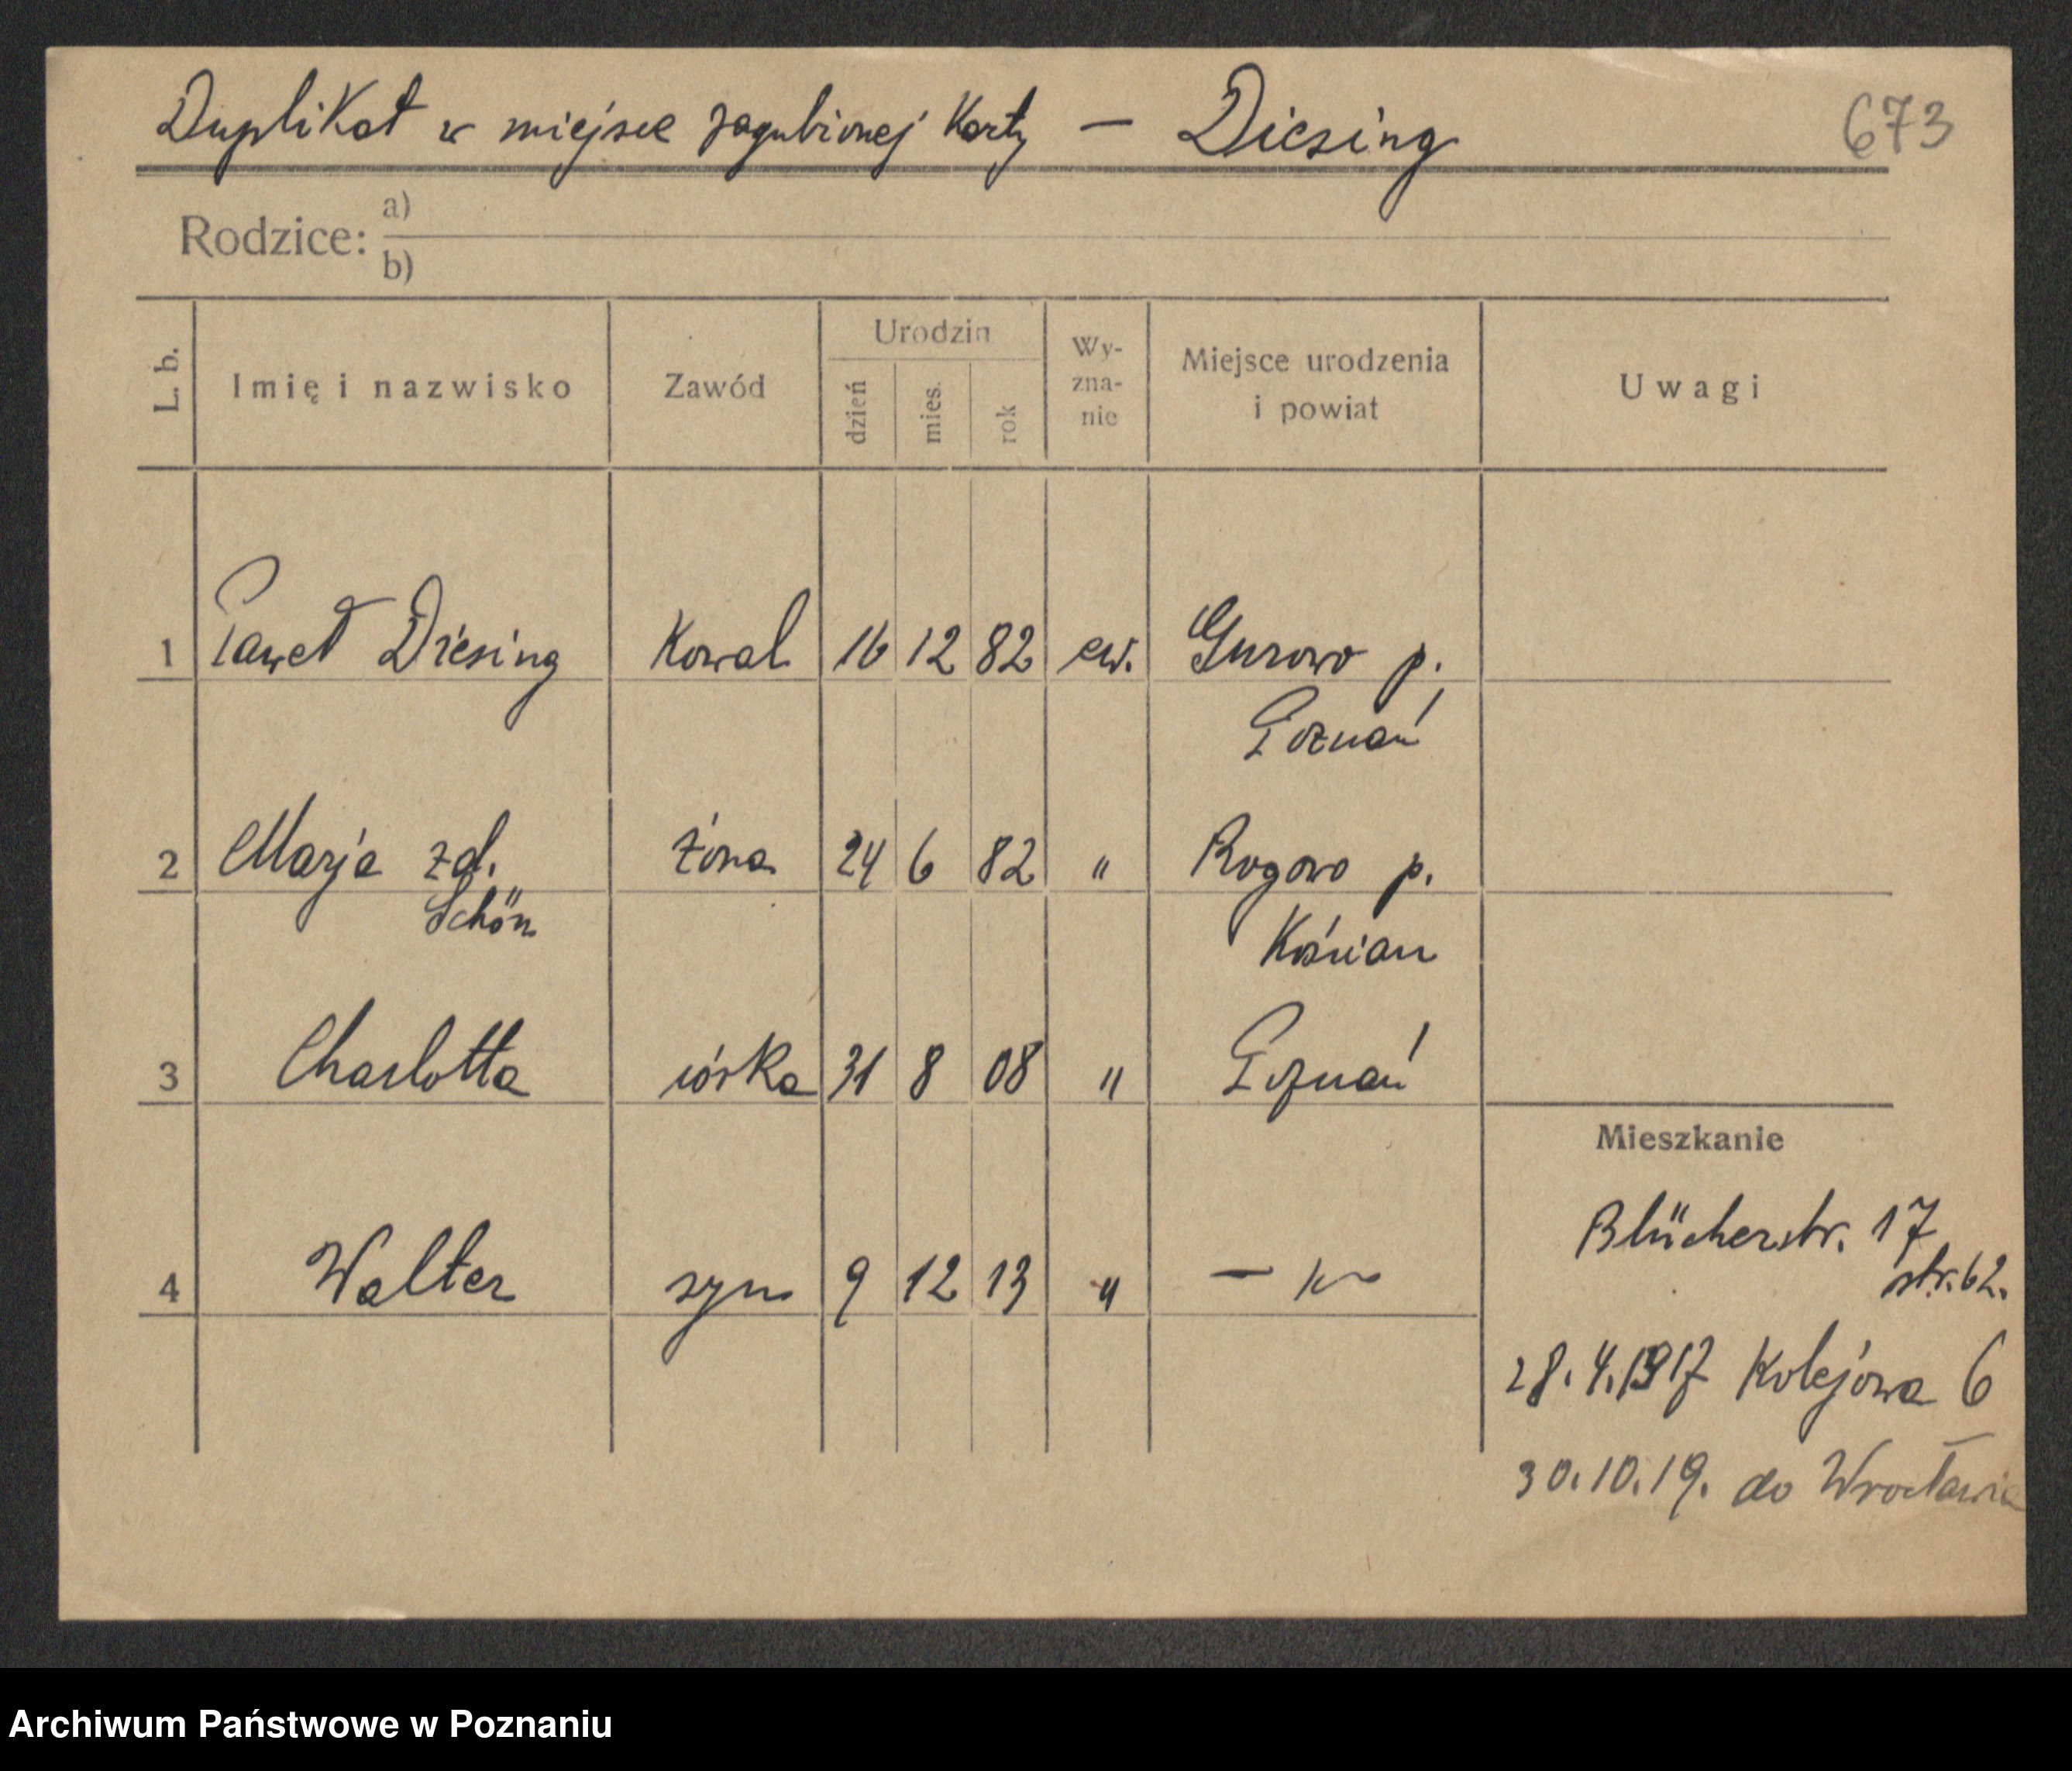 Duplikat w miejsce zagubionej Karty — Diesing 673
Rodzice: a)
b)
L. b. Imię i nazwisko Zawód Urodzin dzień mies. rok Wy-zna-nie Miejsce urodzenia i powiat Uwagi
1 Paweł Diesing Kowal 16 12 82 ew. Gurowo p.
Poznań
2 Marja zd. żona 24 6 82 " Rogowo p.
Schön Kościan
3 Charlotta córka 31 8 08 " Poznań
Mieszkanie
Blücherstr. 17
str. 62.
4 Walter syn 9 12 13 " —
28.4.1917 Kolejowa 6
30.10.19. do Wrocławia
Archiwum Państwowe w Poznaniu